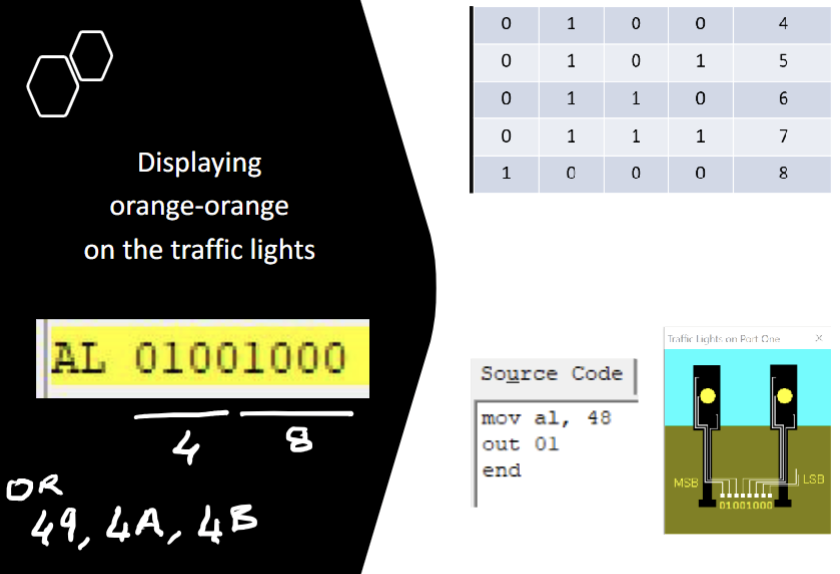 Displaying
orange-orange
on the traffic lights
AL 01001000
4 8
OR
49, 4A, 4B
0 1 0 0 4
0 1 0 1 5
0 1 1 0 6
0 1 1 1 7
1 0 0 0 8
Source Code
mov al, 48
out 01
end
Traffic Lights on Port One X
MSB LSB
01001000